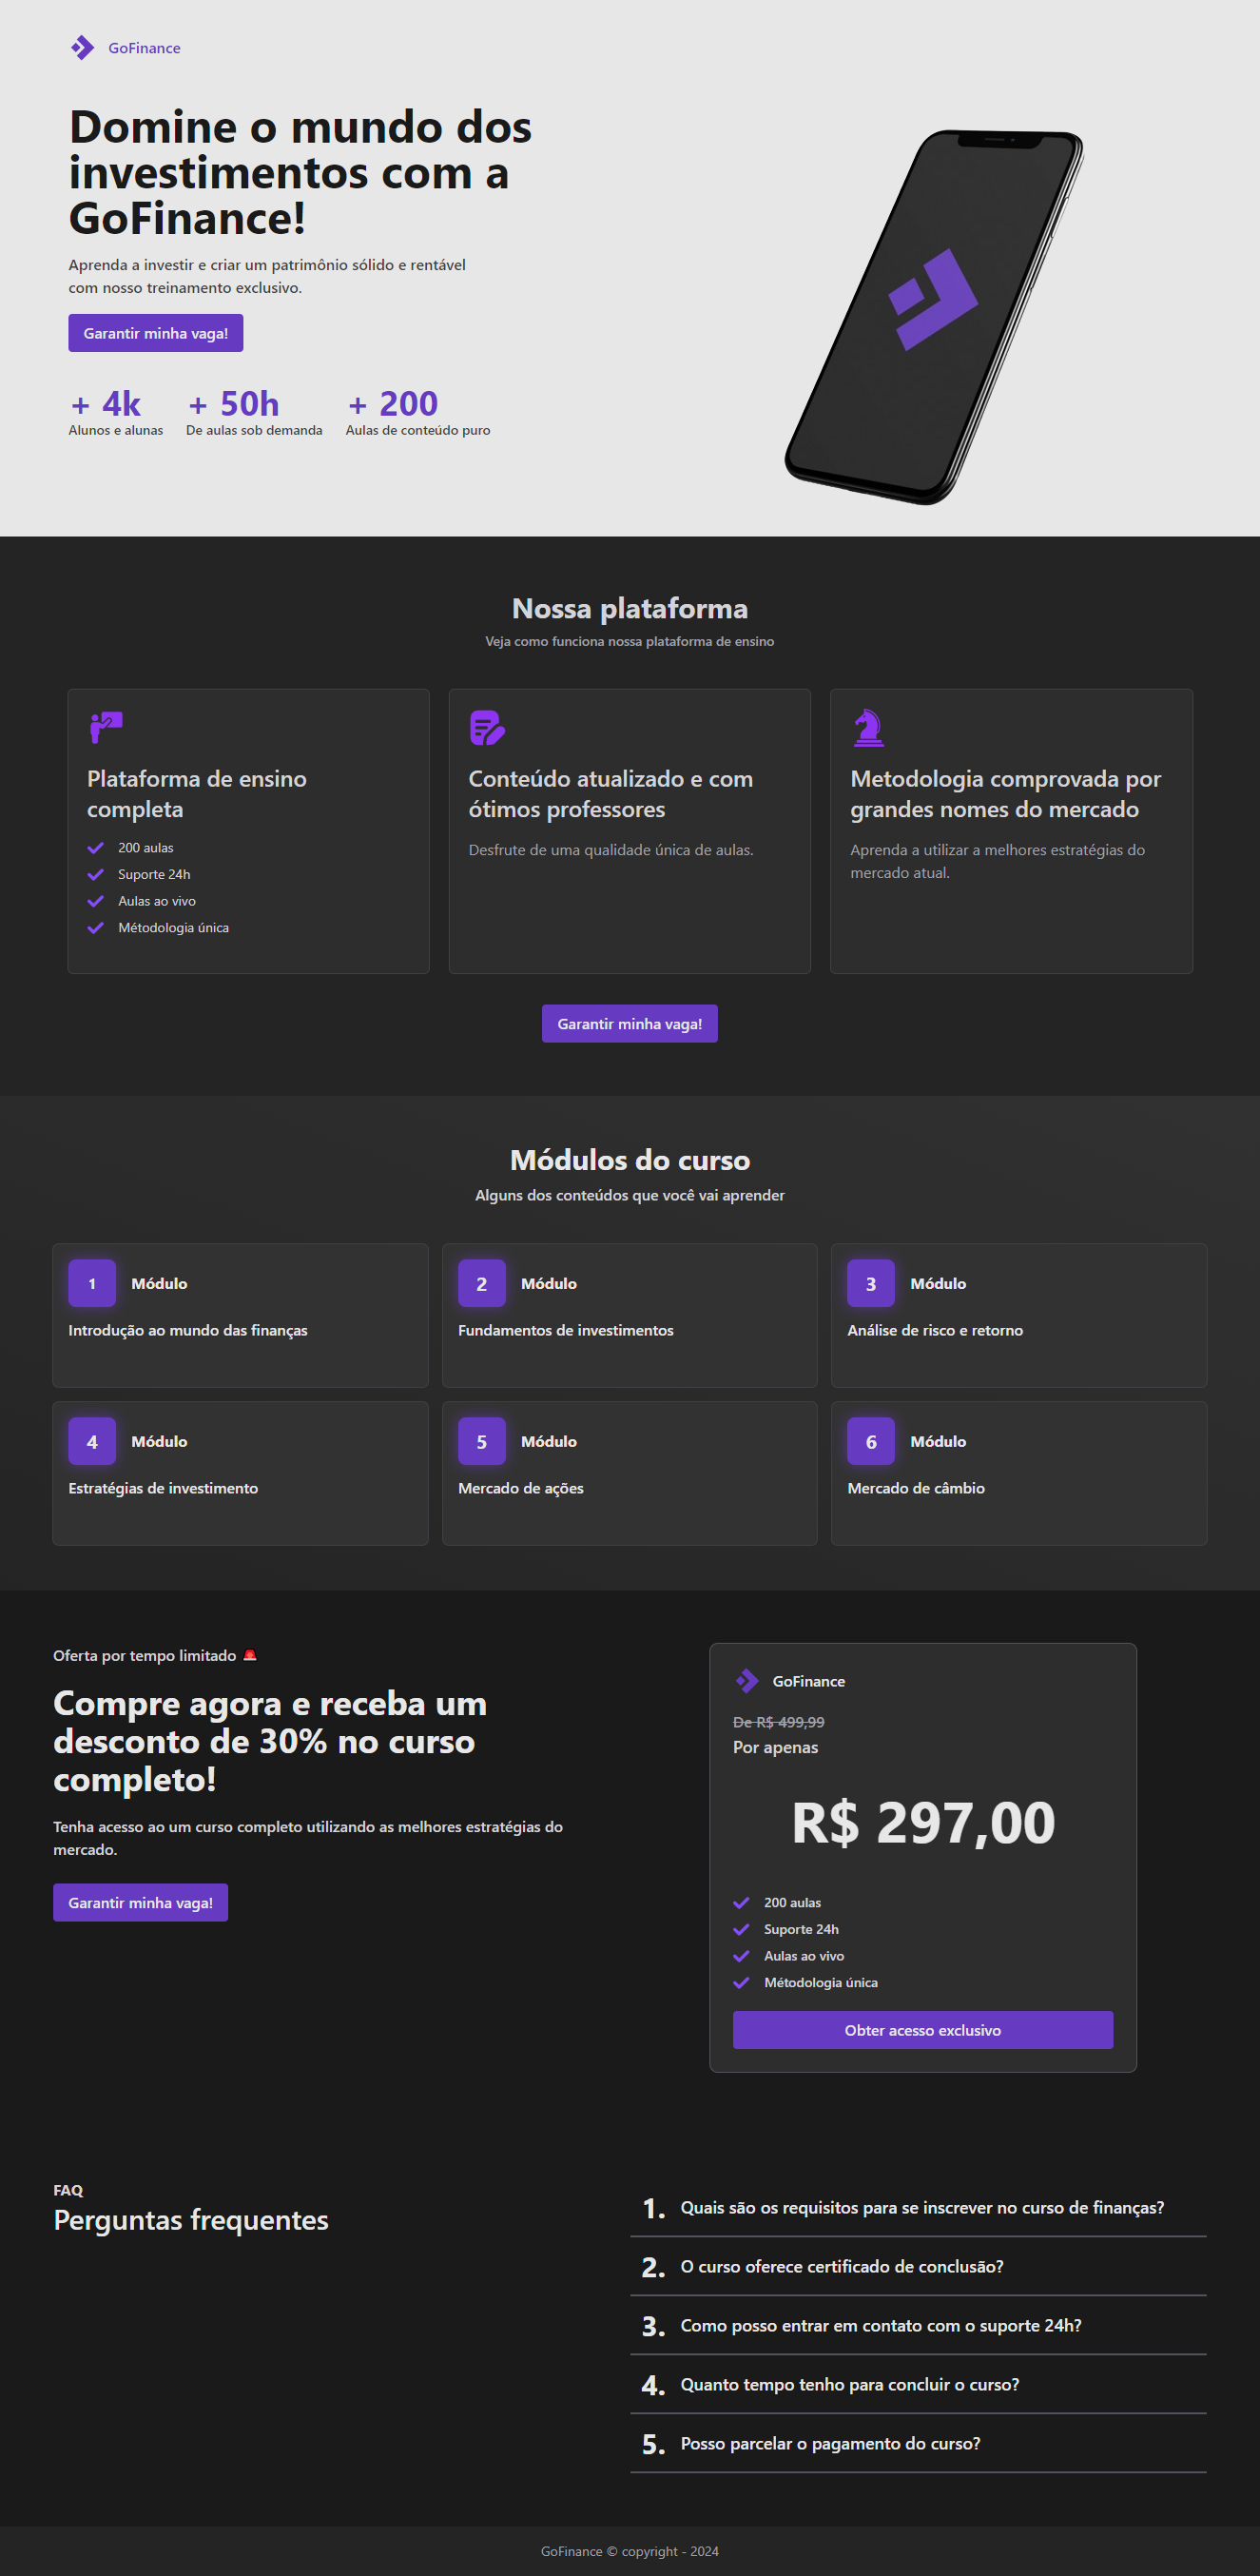 GoFinance
Domine o mundo dos
investimentos com a
GoFinance!
Aprenda a investir e criar um patrimônio sólido e rentável
com nosso treinamento exclusivo.
Garantir minha vaga!
+ 4k
Alunos e alunas
+ 50h
De aulas sob demanda
+ 200
Aulas de conteúdo puro
Nossa plataforma
Veja como funciona nossa plataforma de ensino
Plataforma de ensino
completa
200 aulas
Suporte 24h
Aulas ao vivo
Métodologia única
Conteúdo atualizado e com
ótimos professores
Desfrute de uma qualidade única de aulas.
Metodologia comprovada por
grandes nomes do mercado
Aprenda a utilizar a melhores estratégias do
mercado atual.
Garantir minha vaga!
Módulos do curso
Alguns dos conteúdos que você vai aprender
1 Módulo
Introdução ao mundo das finanças
2 Módulo
Fundamentos de investimentos
3 Módulo
Análise de risco e retorno
4 Módulo
Estratégias de investimento
5 Módulo
Mercado de ações
6 Módulo
Mercado de câmbio
Oferta por tempo limitado 🚨
Compre agora e receba um
desconto de 30% no curso
completo!
Tenha acesso ao um curso completo utilizando as melhores estratégias do
mercado.
Garantir minha vaga!
GoFinance
De R$ 499,99
Por apenas
R$ 297,00
200 aulas
Suporte 24h
Aulas ao vivo
Métodologia única
Obter acesso exclusivo
FAQ
Perguntas frequentes
1. Quais são os requisitos para se inscrever no curso de finanças?
2. O curso oferece certificado de conclusão?
3. Como posso entrar em contato com o suporte 24h?
4. Quanto tempo tenho para concluir o curso?
5. Posso parcelar o pagamento do curso?
GoFinance © copyright - 2024